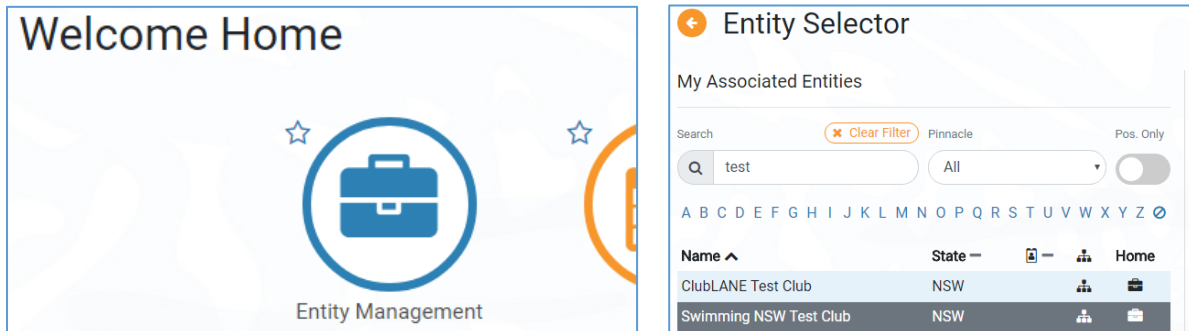 Welcome Home
Entity Management
Entity Selector
My Associated Entities
Search Clear Filter Pinnacle Pos. Only
test All
A B C D E F G H I J K L M N O P Q R S T U V W X Y Z
Name State Home
ClubLANE Test Club NSW
Swimming NSW Test Club NSW